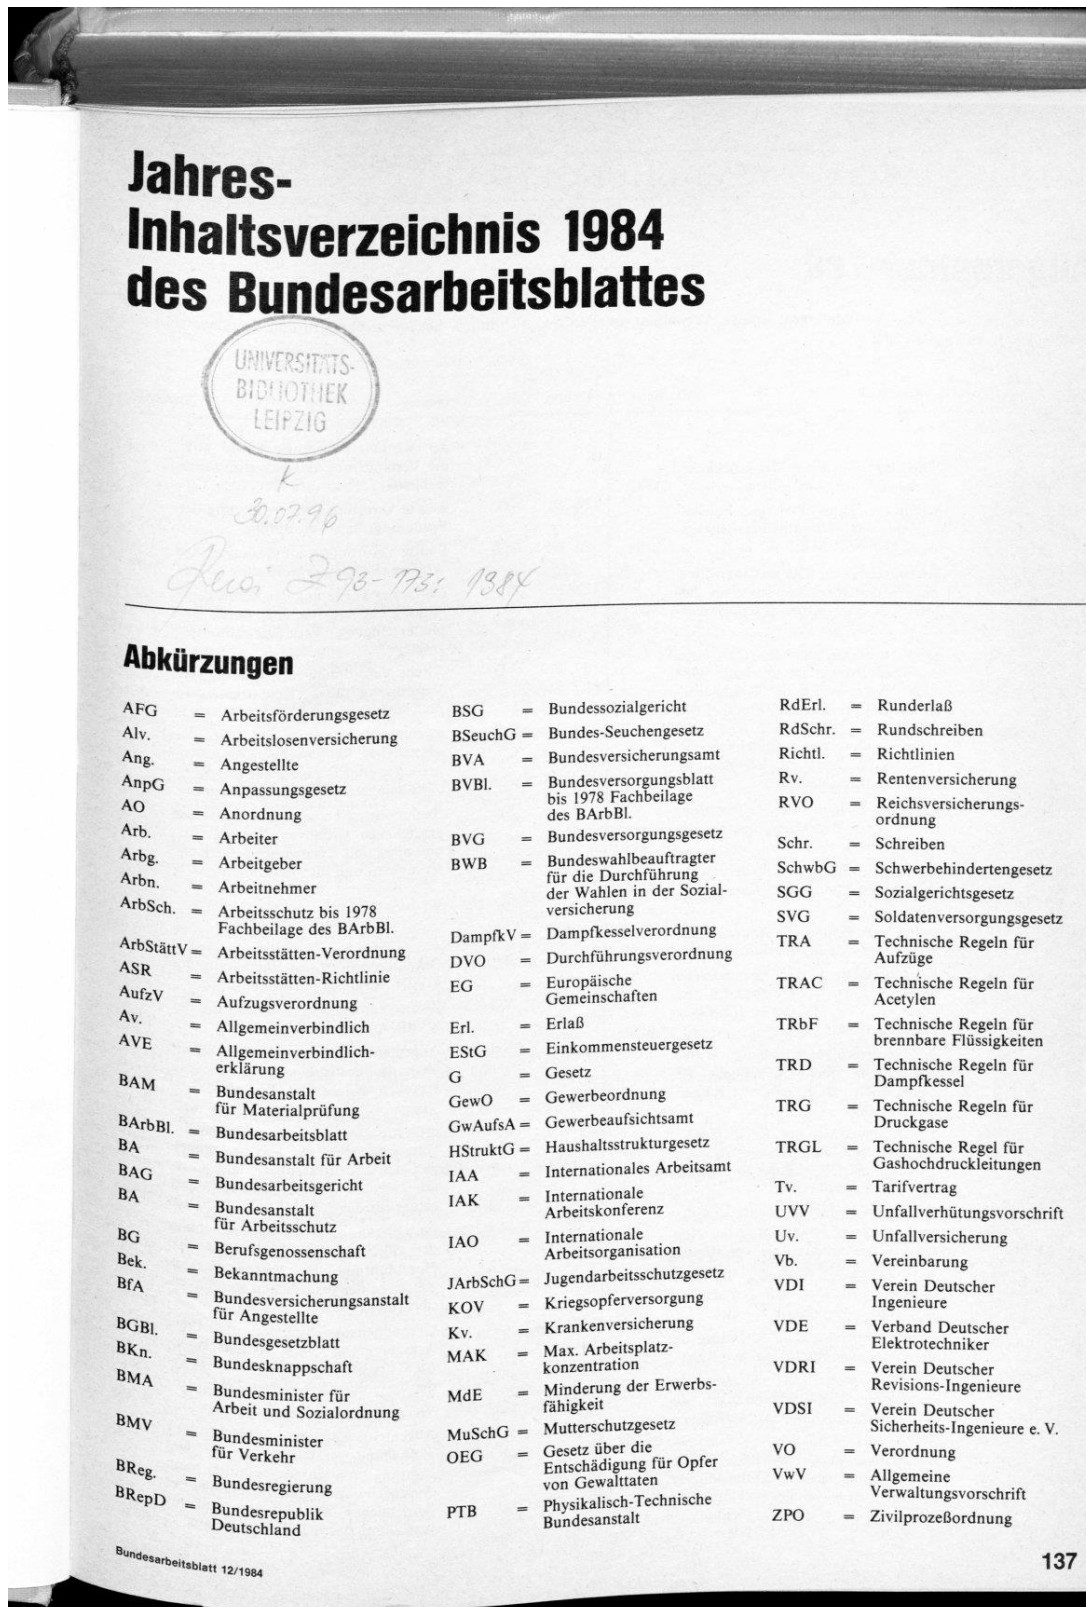 Jahres-
Inhaltsverzeichnis 1984
des Bundesarbeitsblattes
UNIVERSITÄTS-
BIBLIOTHEK
LEIPZIG
K
30.07.96
Z 93-173: 1984
Abkürzungen
AFG = Arbeitsförderungsgesetz
Alv. = Arbeitslosenversicherung
Ang. = Angestellte
AnpG = Anpassungsgesetz
AO = Anordnung
Arb. = Arbeiter
Arbg. = Arbeitgeber
Arbn. = Arbeitnehmer
ArbSch. = Arbeitsschutz bis 1978
Fachbeilage des BArbBl.
ArbStättV = Arbeitsstätten-Verordnung
ASR = Arbeitsstätten-Richtlinie
AufzV = Aufzugsverordnung
Av. = Allgemeinverbindlich
AVE = Allgemeinverbindlich-
erklärung
BAM = Bundesanstalt
für Materialprüfung
BArbBl. = Bundesarbeitsblatt
BA = Bundesanstalt für Arbeit
BAG = Bundesarbeitsgericht
BA = Bundesanstalt
für Arbeitsschutz
BG = Berufsgenossenschaft
Bek. = Bekanntmachung
BfA = Bundesversicherungsanstalt
für Angestellte
BGBl. = Bundesgesetzblatt
BKn. = Bundesknappschaft
BMA = Bundesminister für
Arbeit und Sozialordnung
BMV = Bundesminister
für Verkehr
BReg. = Bundesregierung
BRepD = Bundesrepublik
Deutschland
BSG = Bundessozialgericht
BSeuchG = Bundes-Seuchengesetz
BVA = Bundesversicherungsamt
BVBl. = Bundesversorgungsblatt
bis 1978 Fachbeilage
des BArbBl.
BVG = Bundesversorgungsgesetz
BWB = Bundeswahlbeauftragter
für die Durchführung
der Wahlen in der Sozial-
versicherung
DampfkV = Dampfkesselverordnung
DVO = Durchführungsverordnung
EG = Europäische
Gemeinschaften
Erl. = Erlaß
EStG = Einkommensteuergesetz
G = Gesetz
GewO = Gewerbeordnung
GwAufsA = Gewerbeaufsichtsamt
HStruktG = Haushaltsstrukturgesetz
IAA = Internationales Arbeitsamt
IAK = Internationale
Arbeitskonferenz
IAO = Internationale
Arbeitsorganisation
JArbSchG = Jugendarbeitsschutzgesetz
KOV = Kriegsopferversorgung
Kv. = Krankenversicherung
MAK = Max. Arbeitsplatz-
konzentration
MdE = Minderung der Erwerbs-
fähigkeit
MuSchG = Mutterschutzgesetz
OEG = Gesetz über die
Entschädigung für Opfer
von Gewalttaten
PTB = Physikalisch-Technische
Bundesanstalt
RdErl. = Runderlaß
RdSchr. = Rundschreiben
Richtl. = Richtlinien
Rv. = Rentenversicherung
RVO = Reichsversicherungs-
ordnung
Schr. = Schreiben
SchwbG = Schwerbehindertengesetz
SGG = Sozialgerichtsgesetz
SVG = Soldatenversorgungsgesetz
TRA = Technische Regeln für
Aufzüge
TRAC = Technische Regeln für
Acetylen
TRbF = Technische Regeln für
brennbare Flüssigkeiten
TRD = Technische Regeln für
Dampfkessel
TRG = Technische Regeln für
Druckgase
TRGL = Technische Regel für
Gashochdruckleitungen
Tv. = Tarifvertrag
UVV = Unfallverhütungsvorschrift
Uv. = Unfallversicherung
Vb. = Vereinbarung
VDI = Verein Deutscher
Ingenieure
VDE = Verband Deutscher
Elektrotechniker
VDRI = Verein Deutscher
Revisions-Ingenieure
VDSI = Verein Deutscher
Sicherheits-Ingenieure e. V.
VO = Verordnung
VwV = Allgemeine
Verwaltungsvorschrift
ZPO = Zivilprozeßordnung
Bundesarbeitsblatt 12/1984
137